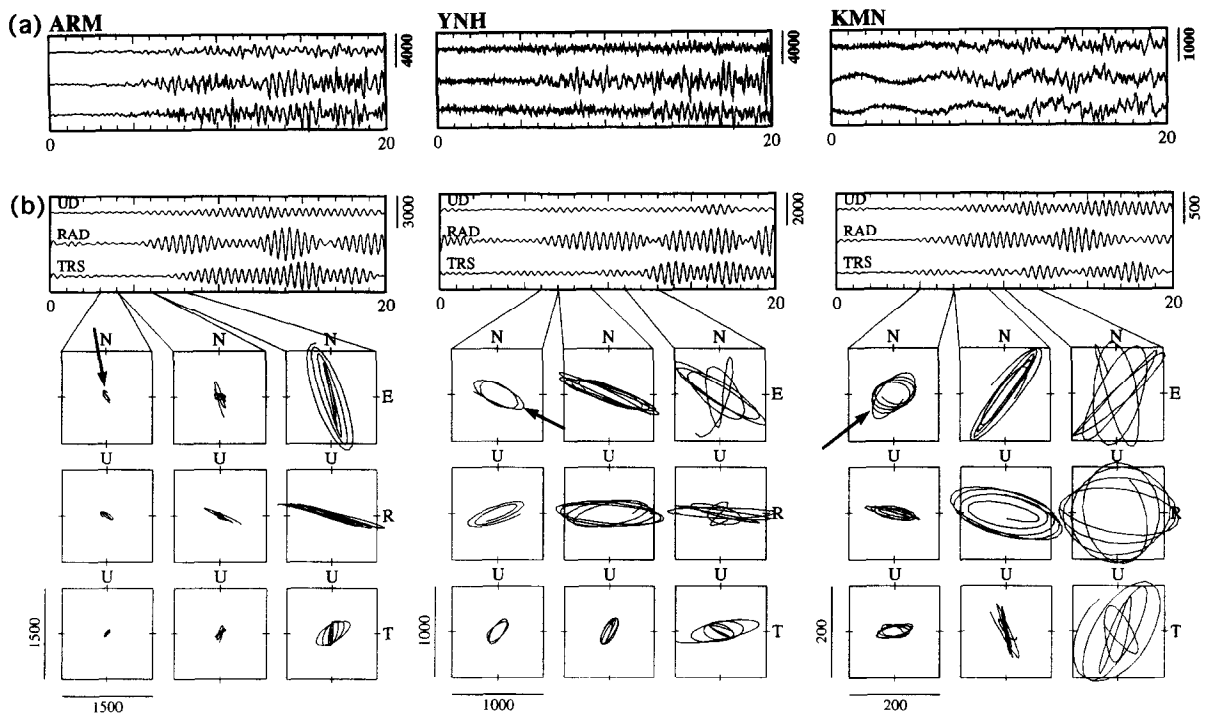 (a) ARM YNH KMN
4000 4000 1000
0 20 0 20 0 20
(b) UD UD UD
3000 2000 500
RAD RAD RAD
TRS TRS TRS
0 20 0 20 0 20
N N N N N N N N
E E E
U U U U U U U U U
R R R
U U U U U U U U U
T T T
1500 1000 200
1500 1000 200